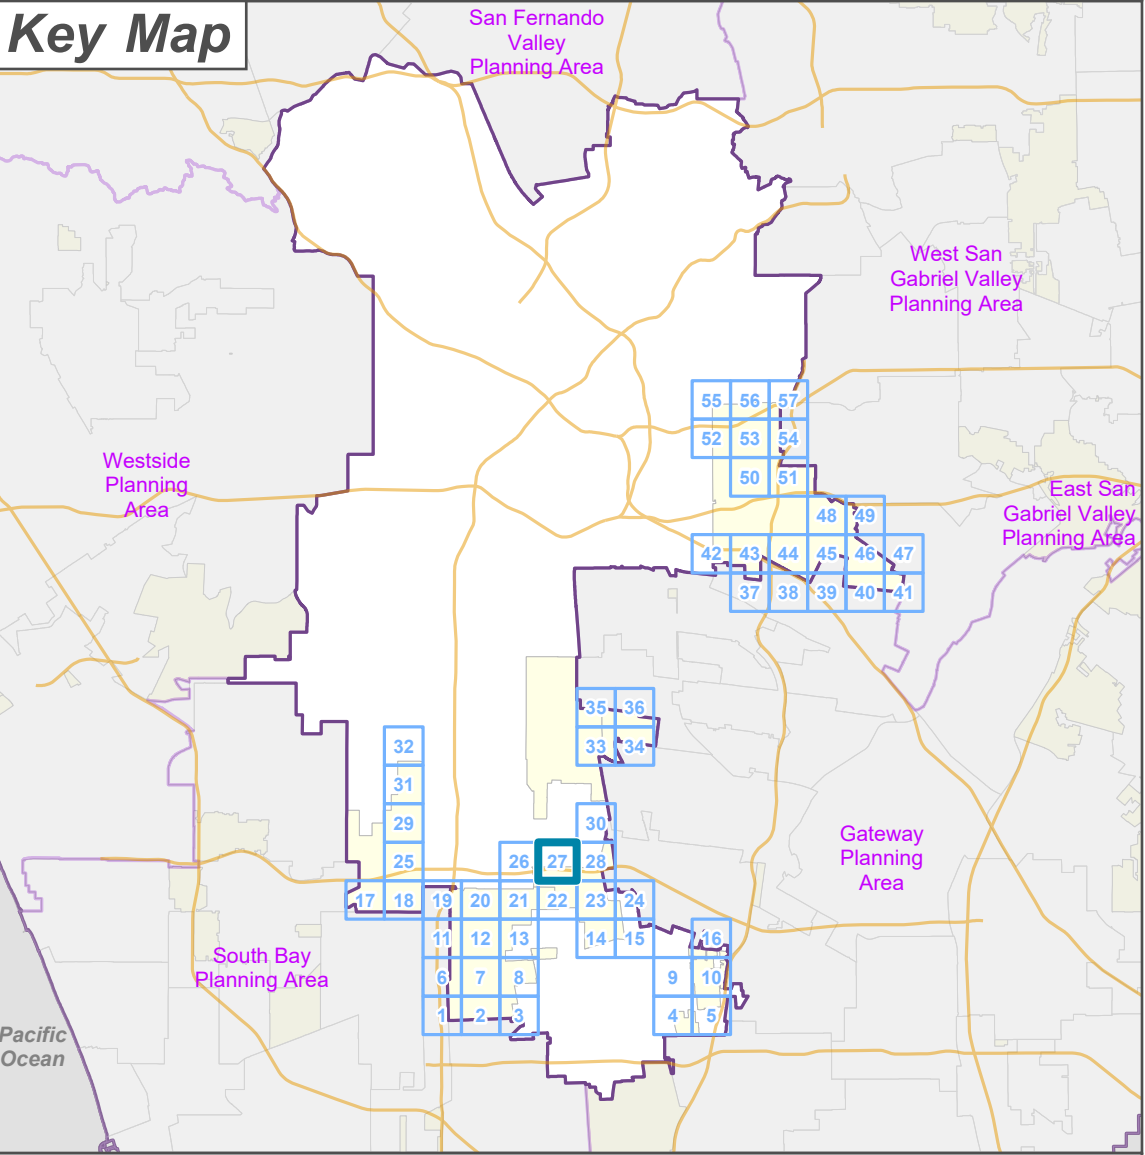 Key Map
San Fernando
Valley
Planning Area
West San
Gabriel Valley
Planning Area
55 56 57
52 53 54
Westside
Planning
Area
50 51
East San
Gabriel Valley
Planning Area
48 49
42 43 44 45 46 47
37 38 39 40 41
35 36
32
33 34
31
29
30
Gateway
Planning
Area
25
26 27 28
17 18 19 20 21 22 23 24
11 12 13 14 15 16
South Bay
Planning Area
6 7 8 9 10
1 2 3 4 5
Pacific
Ocean